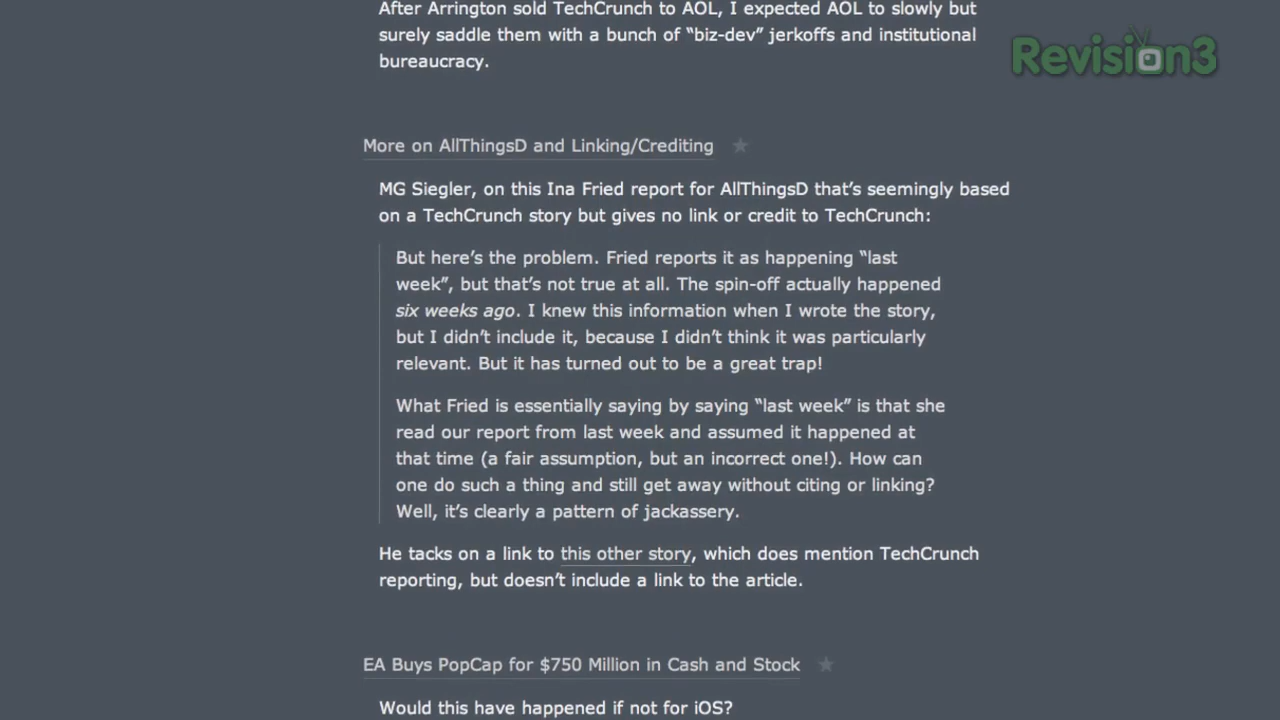 After Arrington sold TechCrunch to AOL, I expected AOL to slowly but
surely saddle them with a bunch of “biz-dev” jerkoffs and institutional
bureaucracy.
Revision3
More on AllThingsD and Linking/Crediting ★
MG Siegler, on this Ina Fried report for AllThingsD that’s seemingly based
on a TechCrunch story but gives no link or credit to TechCrunch:
But here’s the problem. Fried reports it as happening “last
week”, but that’s not true at all. The spin-off actually happened
six weeks ago. I knew this information when I wrote the story,
but I didn’t include it, because I didn’t think it was particularly
relevant. But it has turned out to be a great trap!
What Fried is essentially saying by saying “last week” is that she
read our report from last week and assumed it happened at
that time (a fair assumption, but an incorrect one!). How can
one do such a thing and still get away without citing or linking?
Well, it’s clearly a pattern of jackassery.
He tacks on a link to this other story, which does mention TechCrunch
reporting, but doesn’t include a link to the article.
EA Buys PopCap for $750 Million in Cash and Stock ★
Would this have happened if not for iOS?